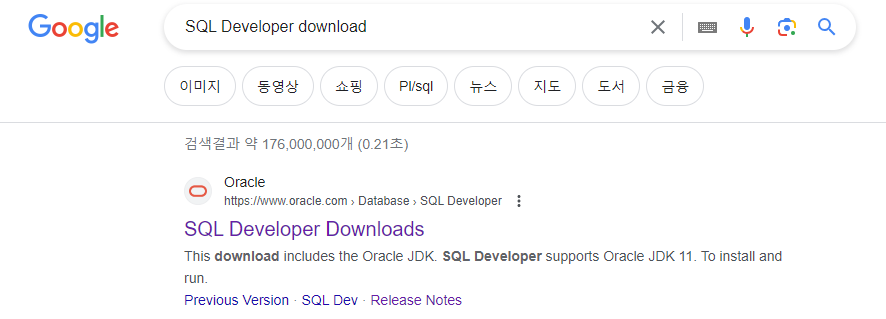 Google SQL Developer download
이미지 동영상 쇼핑 Pl/sql 뉴스 지도 도서 금융
검색결과 약 176,000,000개 (0.21초)
Oracle
https://www.oracle.com › Database › SQL Developer
SQL Developer Downloads
This download includes the Oracle JDK. SQL Developer supports Oracle JDK 11. To install and
run.
Previous Version · SQL Dev · Release Notes